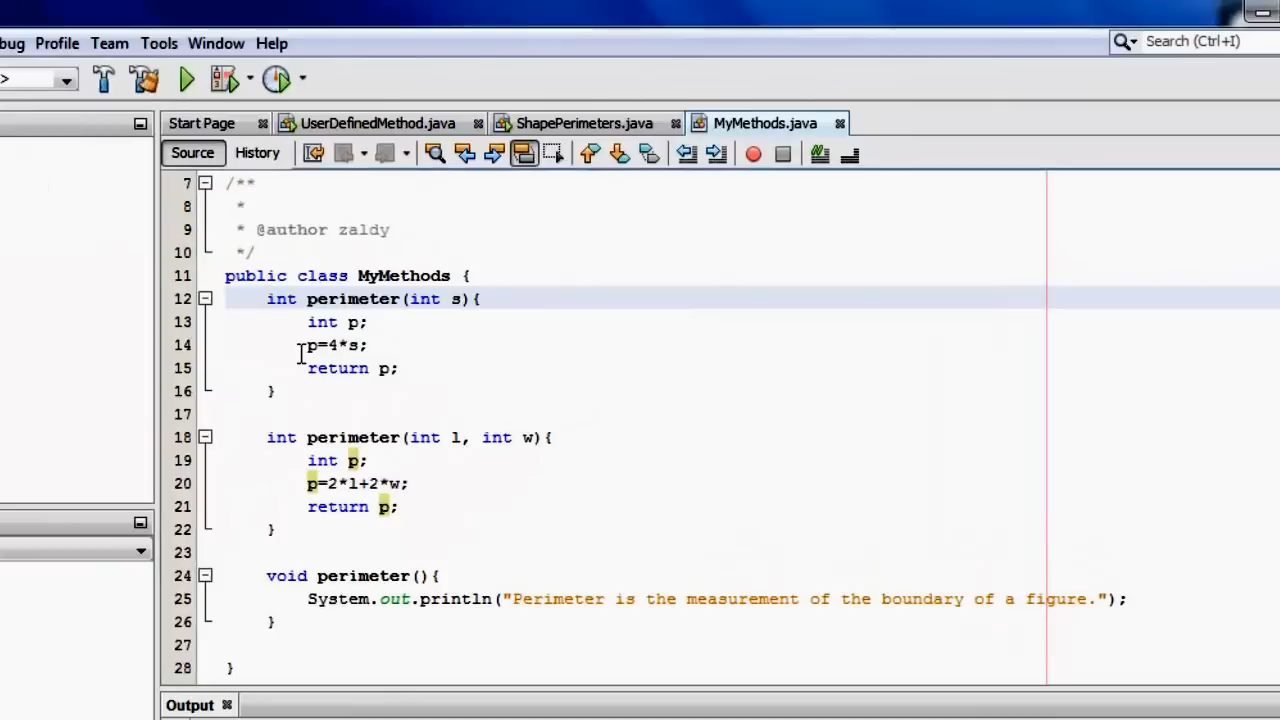 bug Profile Team Tools Window Help
Search (Ctrl+I)
>
Start Page UserDefinedMethod.java ShapePerimeters.java MyMethods.java
Source History
7 /**
8 *
9 * @author zaldy
10 */
11 public class MyMethods {
12 int perimeter(int s){
13 int p;
14 p=4*s;
15 return p;
16 }
17
18 int perimeter(int l, int w){
19 int p;
20 p=2*l+2*w;
21 return p;
22 }
23
24 void perimeter(){
25 System.out.println("Perimeter is the measurement of the boundary of a figure.");
26 }
27
28 }
Output